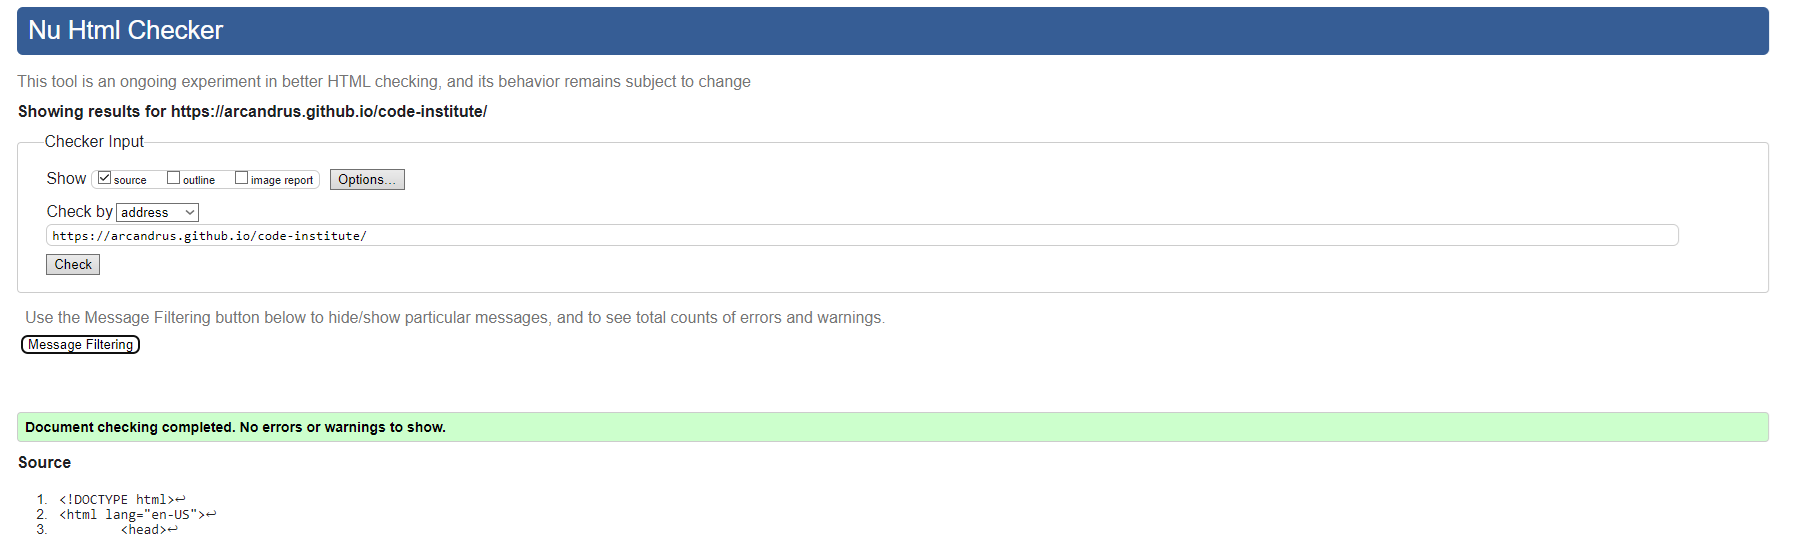 Nu Html Checker
This tool is an ongoing experiment in better HTML checking, and its behavior remains subject to change
Showing results for https://arcandrus.github.io/code-institute/
Checker Input
Show source outline image report Options...
Check by address
https://arcandrus.github.io/code-institute/
Check
Use the Message Filtering button below to hide/show particular messages, and to see total counts of errors and warnings.
Message Filtering
Document checking completed. No errors or warnings to show.
Source
1. <!DOCTYPE html>↩
2. <html lang="en-US">↩
3. <head>↩